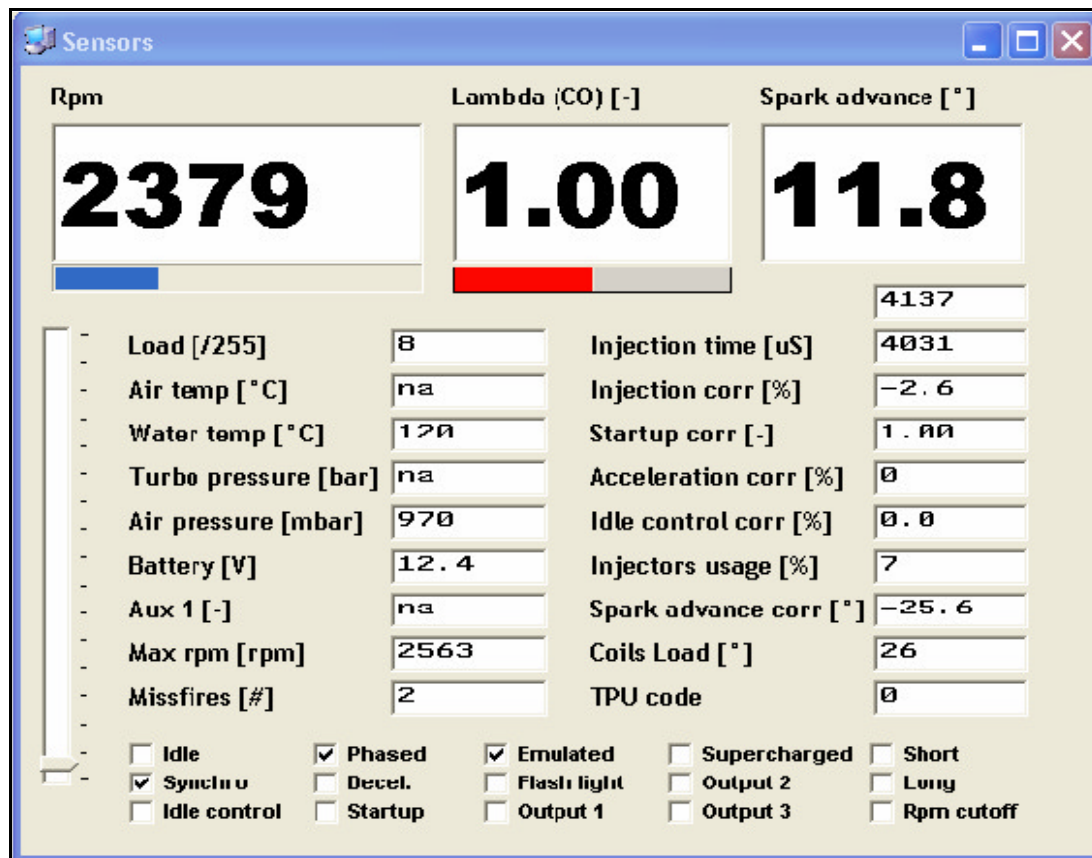 Sensors
Rpm Lambda (CO) [-] Spark advance [°]
2379 1.00 11.8
4137
Load [/255] 8 Injection time [uS] 4031
Air temp [°C] na Injection corr [%] -2.6
Water temp [°C] 120 Startup corr [-] 1.00
Turbo pressure [bar] na Acceleration corr [%] 0
Air pressure [mbar] 970 Idle control corr [%] 0.0
Battery [V] 12.4 Injectors usage [%] 7
Aux 1 [-] na Spark advance corr [°] -25.6
Max rpm [rpm] 2563 Coils Load [°] 26
Missfires [#] 2 TPU code 0
Idle Phased Emulated Supercharged Short
Synchro Decel. Flash light Output 2 Long
Idle control Startup Output 1 Output 3 Rpm cutoff